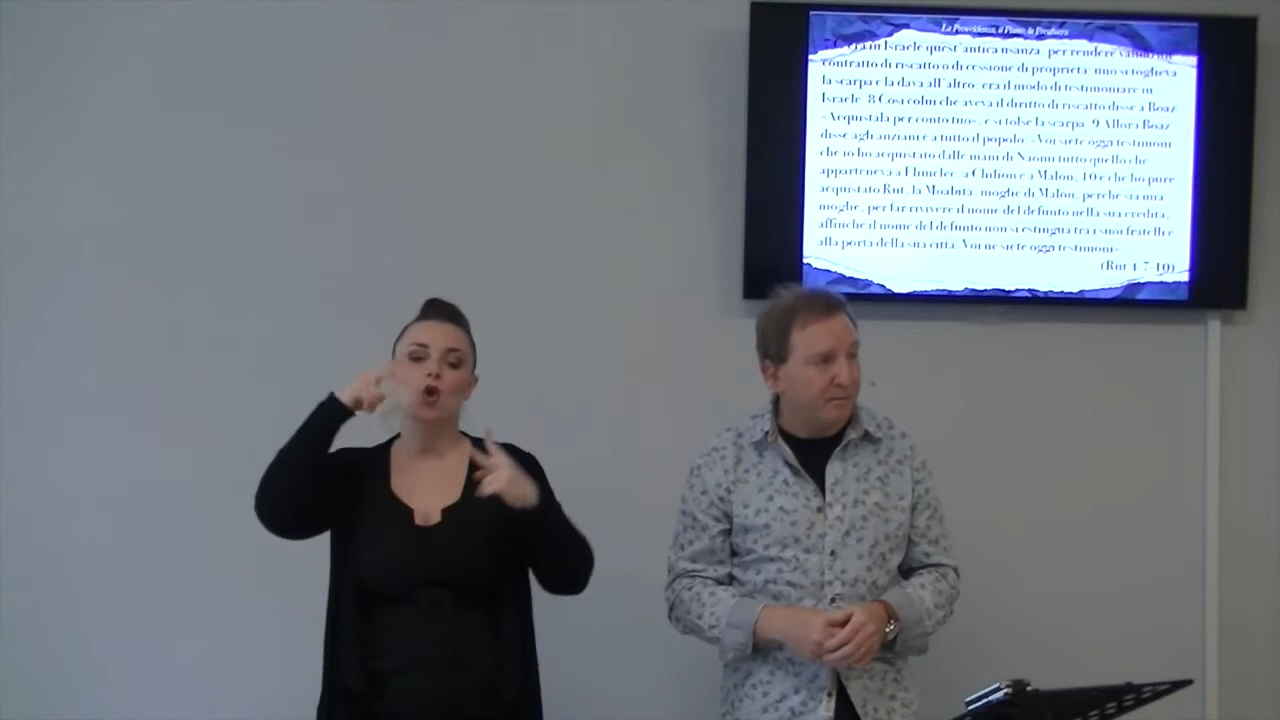 La Provvidenza, il Piano, la Preghiera
C'era in Israele quest'antica usanza, per rendere valido un
contratto di riscatto o di cessione di proprietà: uno si toglieva
la scarpa e la dava all'altro; era il modo di testimoniare in
Israele. 8 Così colui che aveva il diritto di riscatto disse a Boaz:
«Acquistala per conto tuo», e si tolse la scarpa. 9 Allora Boaz
disse agli anziani e a tutto il popolo: «Voi siete oggi testimoni
che io ho acquistato dalle mani di Naomi tutto quello che
apparteneva a Elimelec, a Chilion e a Malon, 10 e che ho pure
acquistato Rut, la Moabita, moglie di Malon, perché sia mia
moglie, per far rivivere il nome del defunto nella sua eredità,
affinché il nome del defunto non si estingua tra i suoi fratelli e
alla porta della sua città. Voi ne siete oggi testimoni».
(Rut 4:7-10)